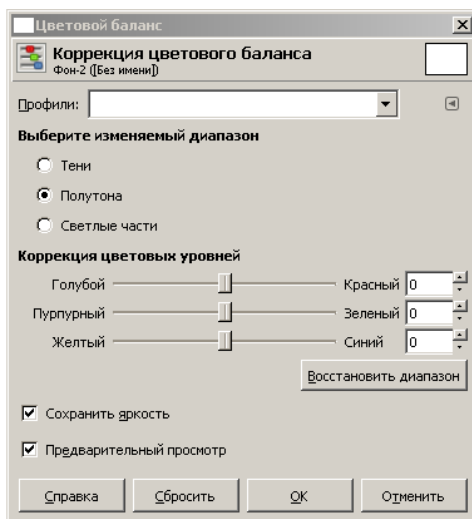 Цветовой баланс
Коррекция цветового баланса
Фон-2 ([Без имени])
Профили:
Выберите изменяемый диапазон
Тени
Полутона
Светлые части
Коррекция цветовых уровней
Голубой Красный 0
Пурпурный Зеленый 0
Желтый Синий 0
Восстановить диапазон
Сохранить яркость
Предварительный просмотр
Справка Сбросить OK Отменить